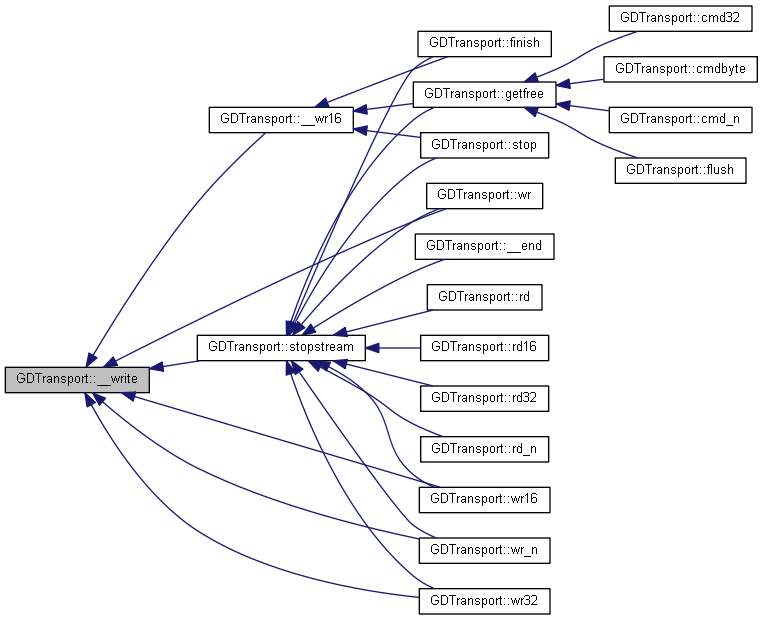 GDTransport::cmd32
GDTransport::finish
GDTransport::cmdbyte
GDTransport::getfree
GDTransport::__wr16
GDTransport::cmd_n
GDTransport::stop
GDTransport::flush
GDTransport::wr
GDTransport::__end
GDTransport::rd
GDTransport::stopstream
GDTransport::rd16
GDTransport::__write
GDTransport::rd32
GDTransport::rd_n
GDTransport::wr16
GDTransport::wr_n
GDTransport::wr32